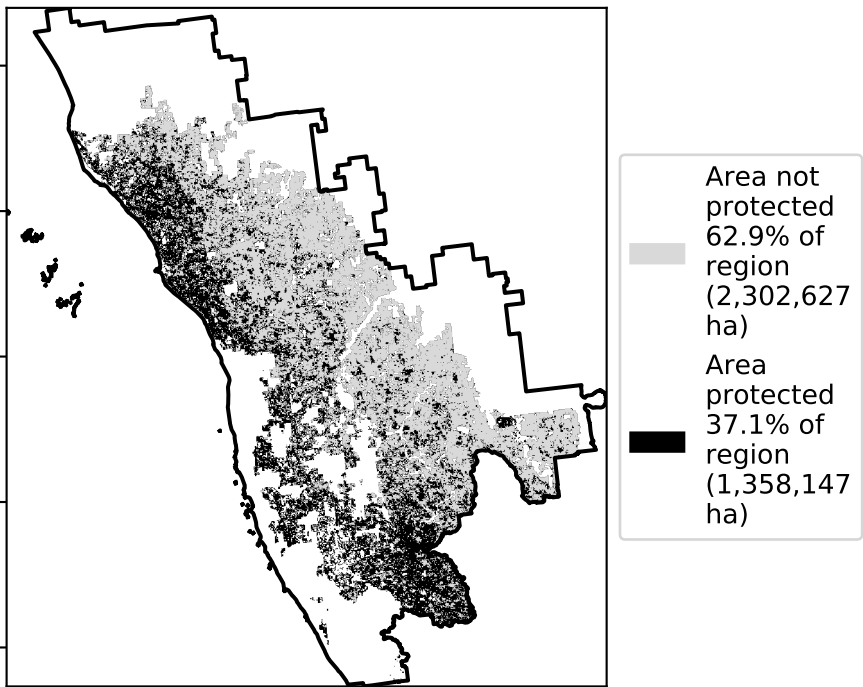 Area not
protected
62.9% of
region
(2,302,627
ha)
Area
protected
37.1% of
region
(1,358,147
ha)